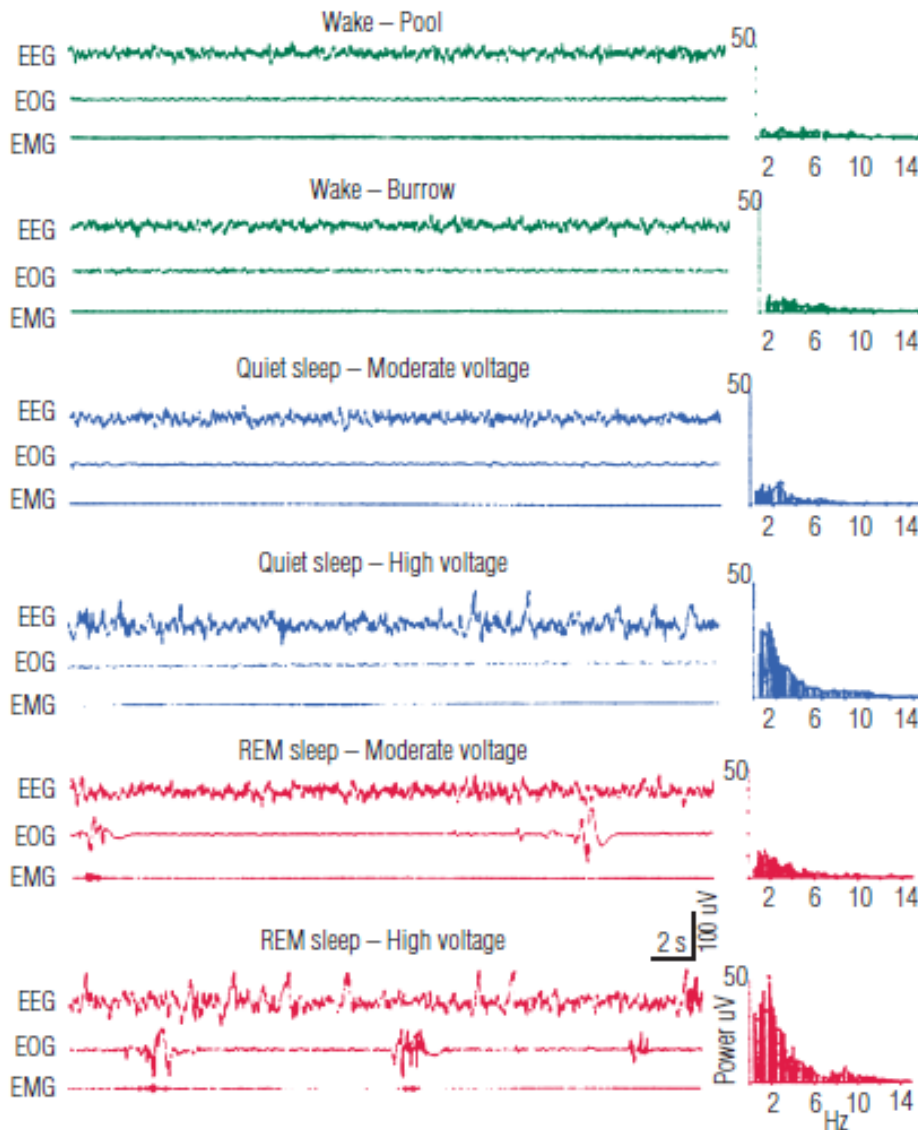 Wake – Pool
EEG
EOG
EMG
50
2 6 10 14
Wake – Burrow
EEG
EOG
EMG
50
2 6 10 14
Quiet sleep – Moderate voltage
EEG
EOG
EMG
50
2 6 10 14
Quiet sleep – High voltage
EEG
EOG
EMG
50
2 6 10 14
REM sleep – Moderate voltage
EEG
EOG
EMG
50
2 6 10 14
REM sleep – High voltage
2 s
100 uV
EEG
EOG
EMG
50
Power uV
2 6 10 14
Hz